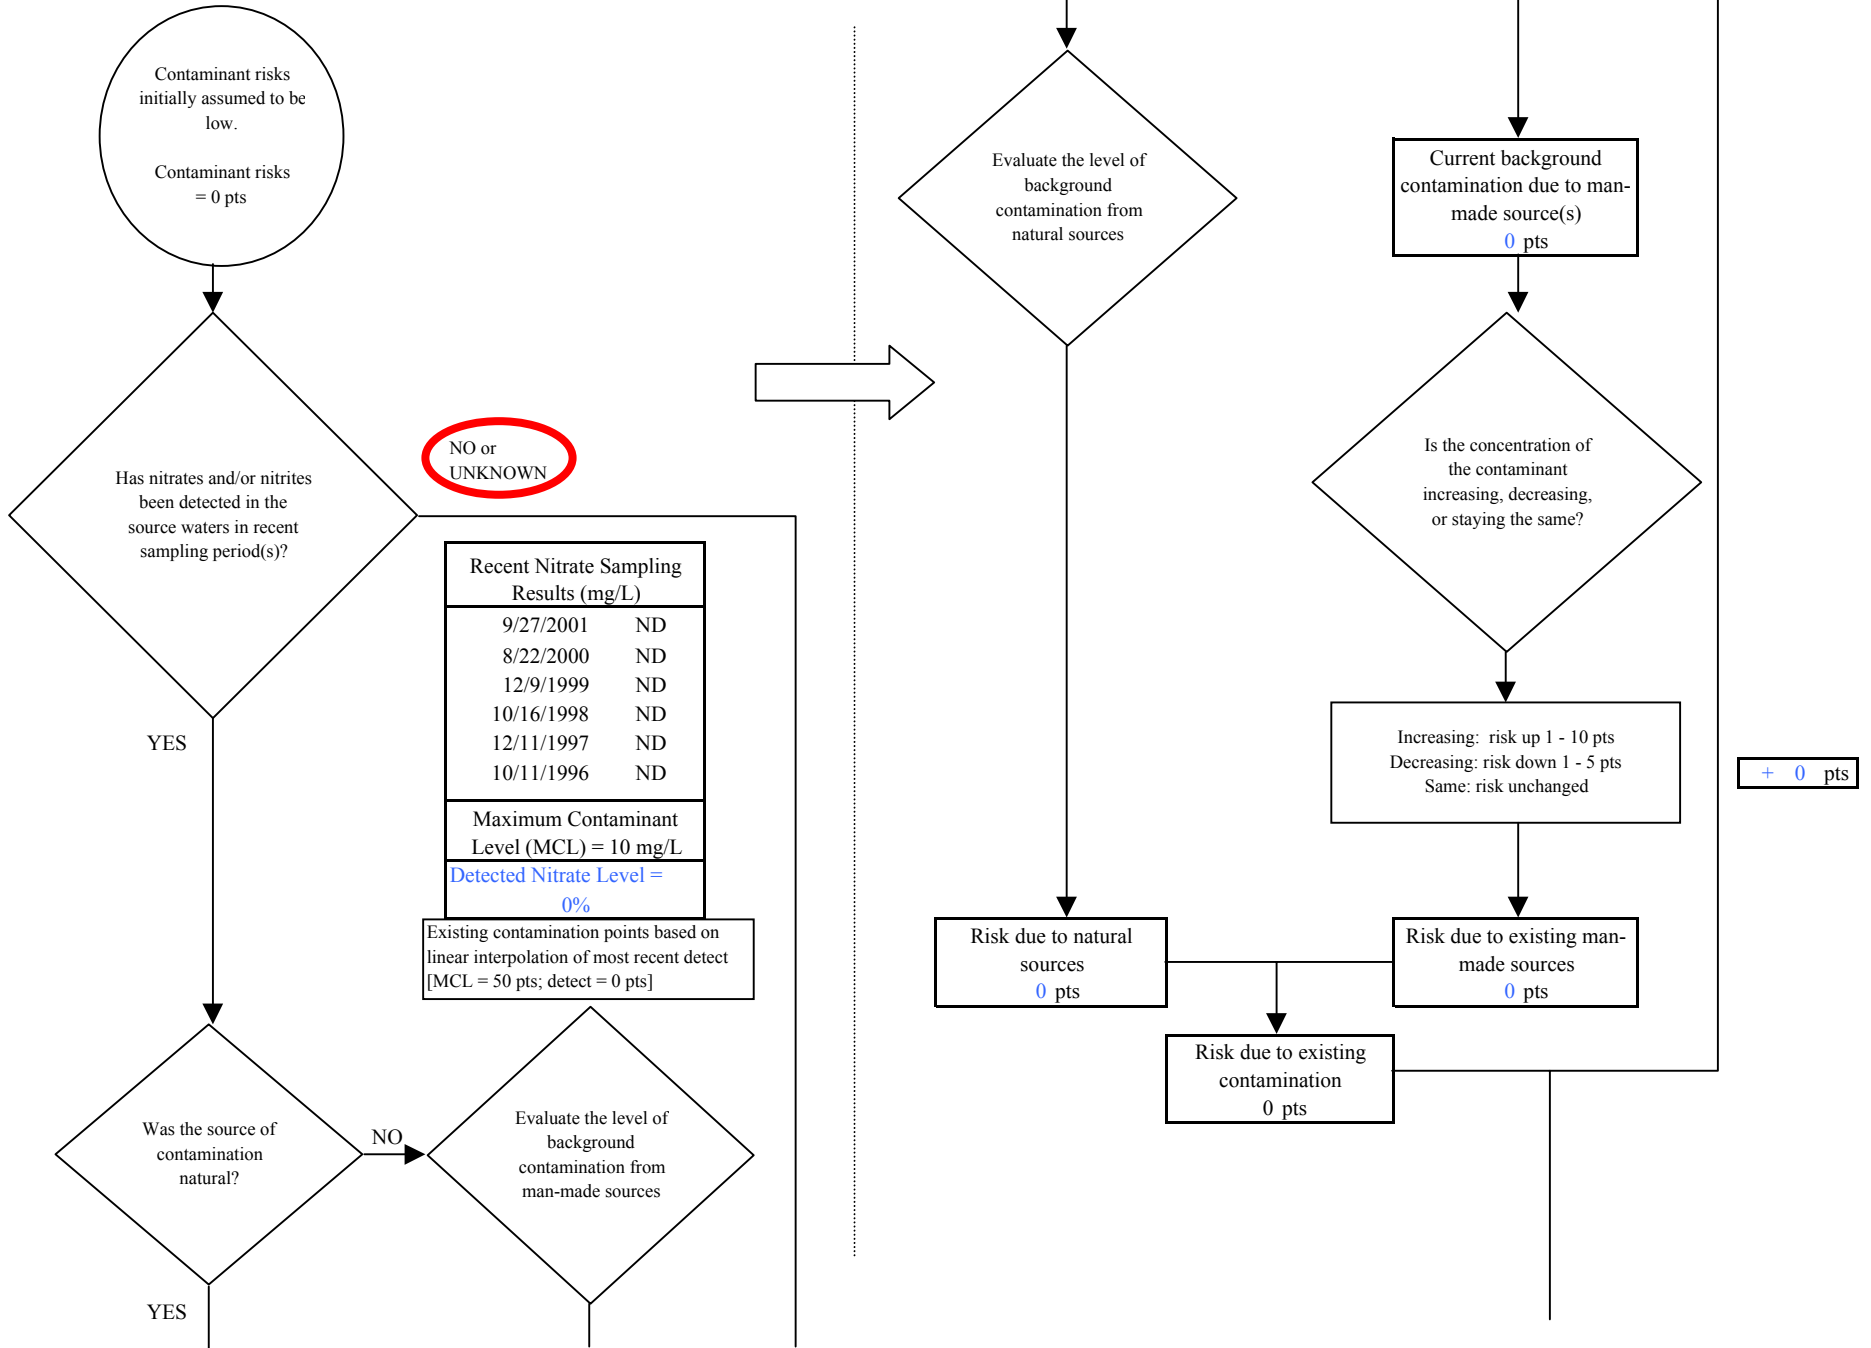 Contaminant risks
initially assumed to be
low.
Contaminant risks
= 0 pts
Has nitrates and/or nitrites
been detected in the
source waters in recent
sampling period(s)?
NO or
UNKNOWN
YES
Recent Nitrate Sampling
Results (mg/L)
9/27/2001 ND
8/22/2000 ND
12/9/1999 ND
10/16/1998 ND
12/11/1997 ND
10/11/1996 ND
Maximum Contaminant
Level (MCL) = 10 mg/L
Detected Nitrate Level =
0%
Existing contamination points based on
linear interpolation of most recent detect
[MCL = 50 pts; detect = 0 pts]
Was the source of
contamination
natural?
NO
YES
Evaluate the level of
background
contamination from
man-made sources
Evaluate the level of
background
contamination from
natural sources
Current background
contamination due to man-
made source(s)
0 pts
Is the concentration of
the contaminant
increasing, decreasing,
or staying the same?
Increasing: risk up 1 - 10 pts
Decreasing: risk down 1 - 5 pts
Same: risk unchanged
+ 0 pts
Risk due to natural
sources
0 pts
Risk due to existing man-
made sources
0 pts
Risk due to existing
contamination
0 pts